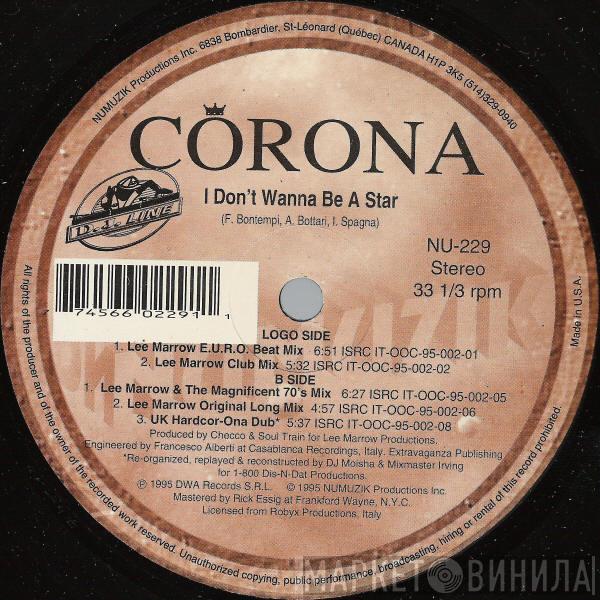 NUMUZIK Productions Inc. 6838 Bombardier, St-Léonard (Québec) CANADA H1P 3K5 (514)329-0940
CORONA
I Don't Wanna Be A Star
(F. Bontempi, A. Bottari, I. Spagna)
D.J. LINE
NU-229
Stereo
33 1/3 rpm
Made in U.S.A.
74566 02291 1
LOGO SIDE
1. Lee Marrow E.U.R.O. Beat Mix 6:51 ISRC IT-OOC-95-002-01
2. Lee Marrow Club Mix 5:32 ISRC IT-OOC-95-002-02
B SIDE
1. Lee Marrow & The Magnificent 70's Mix 6:27 ISRC IT-OOC-95-002-05
2. Lee Marrow Original Long Mix 4:57 ISRC IT-OOC-95-002-06
3. UK Hardcor-Ona Dub* 5:37 ISRC IT-OOC-95-002-08
Produced by Checco & Soul Train for Lee Marrow Productions.
Engineered by Francesco Alberti at Casablanca Recordings, Italy. Extravaganza Publishing
*Re-organized, replayed & reconstructed by DJ Moisha & Mixmaster Irving
for 1-800 Dis-N-Dat Productions.
℗ 1995 DWA Records S.R.L. © 1995 NUMUZIK Productions Inc.
Mastered by Rick Essig at Frankford Wayne, N.Y.C.
Licensed from Robyx Productions, Italy
All rights of the producer and of the owner of the recorded work reserved. Unauthorized copying, public performance, broadcasting, hiring or rental of this record prohibited.
МАРКЕТ ВИНИЛА